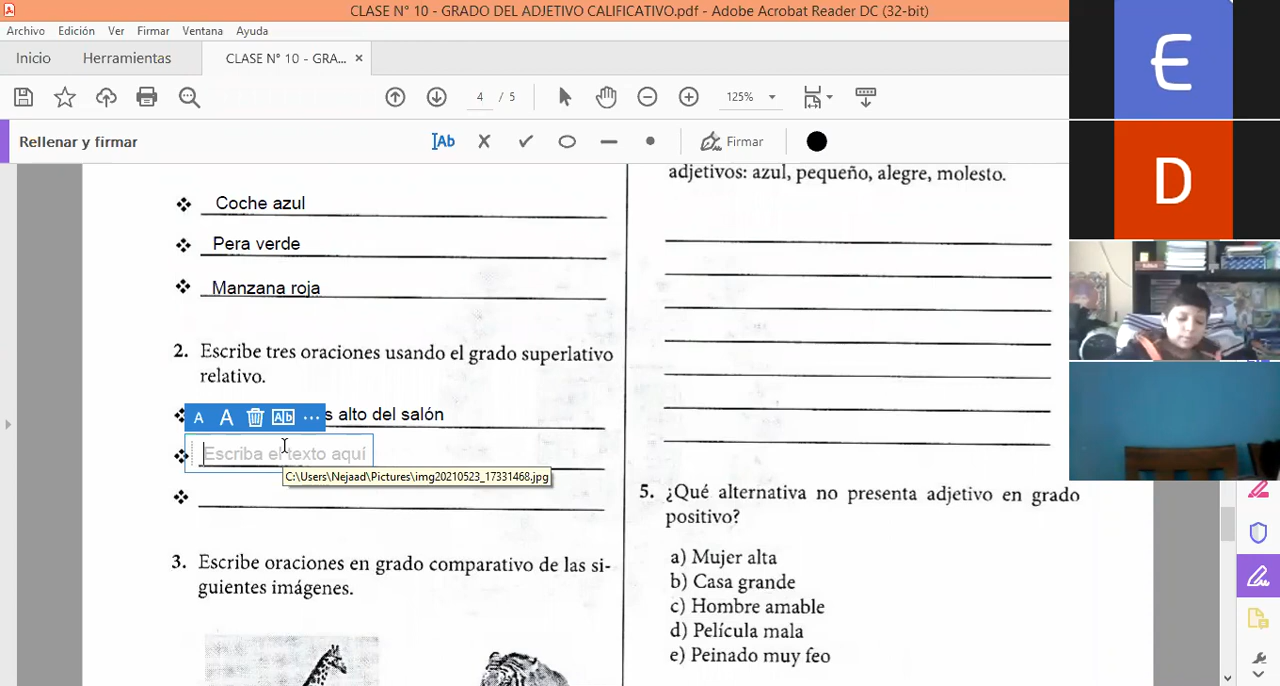 CLASE N° 10 - GRADO DEL ADJETIVO CALIFICATIVO.pdf - Adobe Acrobat Reader DC (32-bit)
Archivo Edición Ver Firmar Ventana Ayuda
Inicio Herramientas CLASE N° 10 - GRA... ×
4 / 5 125%
Rellenar y firmar Ab Firmar
Coche azul
Pera verde
Manzana roja
2. Escribe tres oraciones usando el grado superlativo
relativo.
A A Ab ... s alto del salón
Escriba el texto aquí
C:\Users\Nejaad\Pictures\img20210523_17331468.jpg
3. Escribe oraciones en grado comparativo de las si-
guientes imágenes.
adjetivos: azul, pequeño, alegre, molesto.
5. ¿Qué alternativa no presenta adjetivo en grado
positivo?
a) Mujer alta
b) Casa grande
c) Hombre amable
d) Película mala
e) Peinado muy feo
E
D